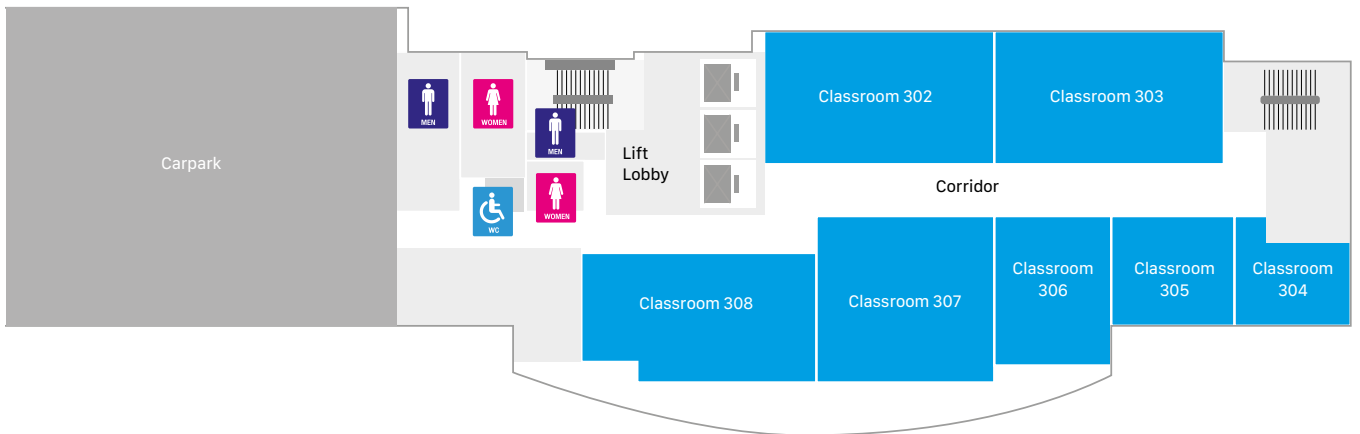 Classroom 302
Classroom 303
MEN
WOMEN
MEN
Carpark
Lift
Lobby
Corridor
WC
WOMEN
Classroom 308
Classroom 307
Classroom
306
Classroom
305
Classroom
304